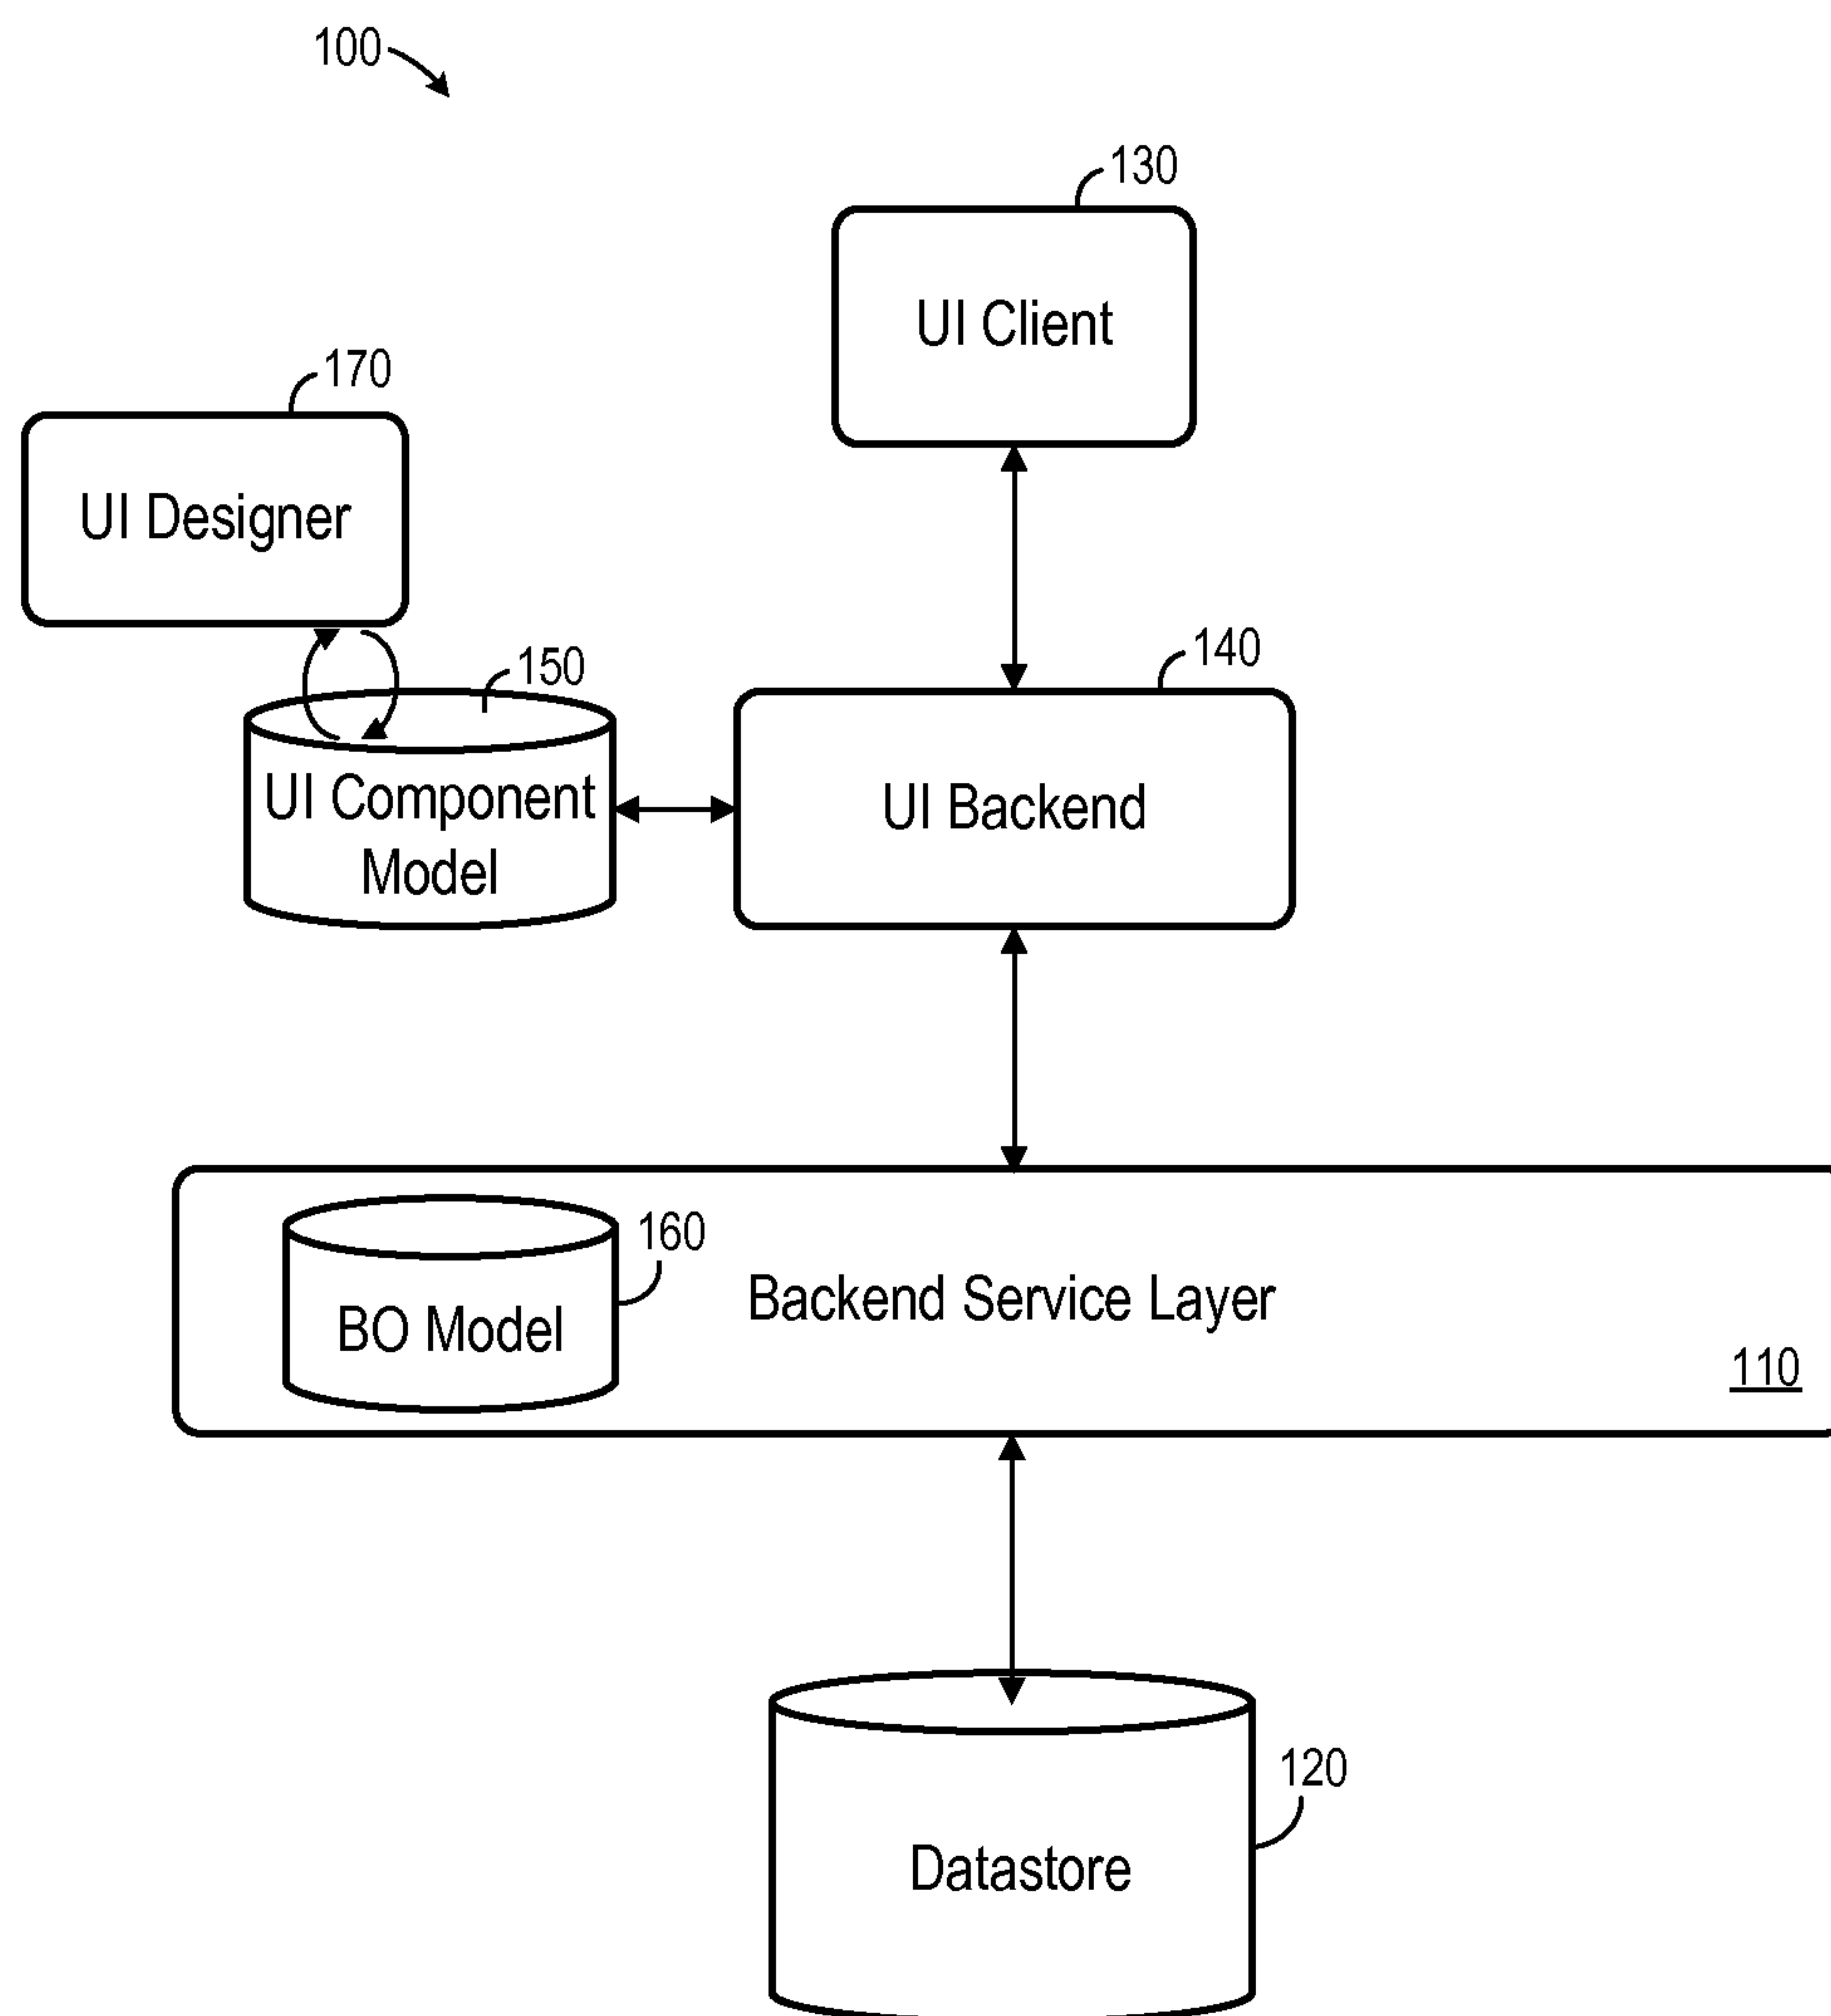 100
130
UI Client
170
UI Designer
140
150
UI Component
Model
UI Backend
160
BO Model
Backend Service Layer
110
120
Datastore